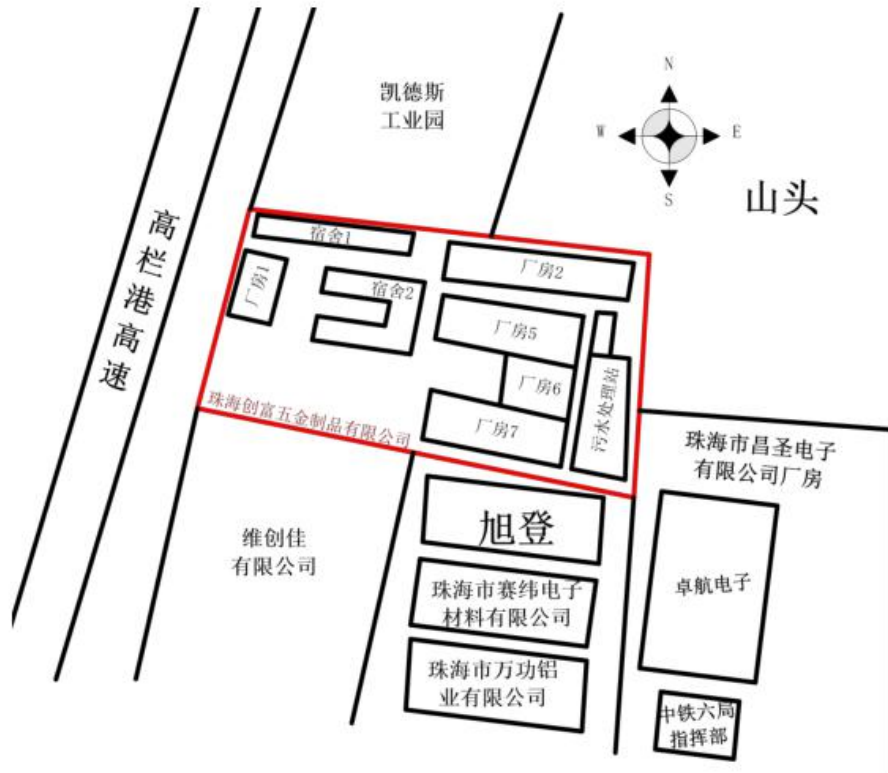 凯德斯
工业园
N
W
E
S
山头
高栏港高速
宿舍1
厂房1
宿舍2
厂房2
厂房5
厂房6
厂房7
污水处理站
珠海创富五金制品有限公司
珠海市昌圣电子
有限公司厂房
维创佳
有限公司
旭登
珠海市赛纬电子
材料有限公司
卓航电子
珠海市万功铝
业有限公司
中铁六局
指挥部